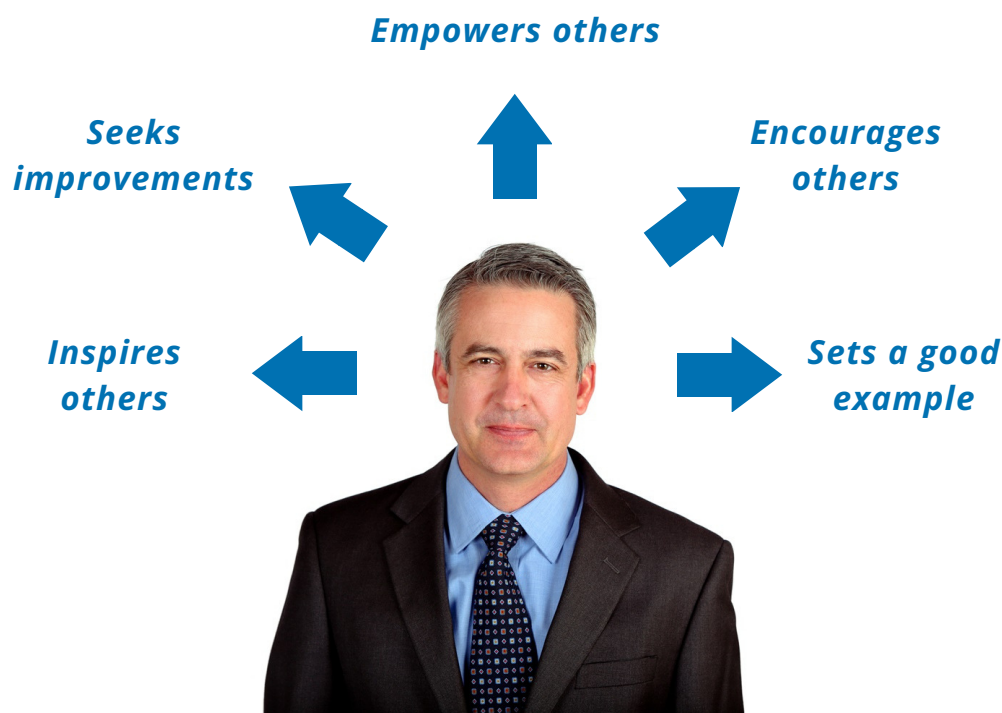 Empowers others
Seeks
improvements
Encourages
others
Inspires
others
Sets a good
example